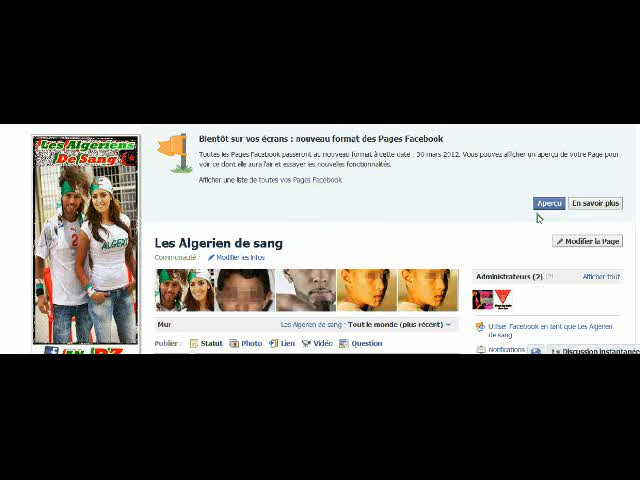 Les Algeriens
De Sang
ALGERI
Bientôt sur vos écrans : nouveau format des Pages Facebook
Toutes les Pages Facebook passeront au nouveau format à cette date : 30 mars 2012. Vous pouvez afficher un aperçu de votre Page pour
voir ce dont elle aura l'air et essayer les nouvelles fonctionnalités.
Afficher une liste de toutes vos Pages Facebook
Aperçu
En savoir plus
Les Algerien de sang
Modifier la Page
Communauté · Modifier les infos
Administrateurs (2) [?]
Afficher tout
Mur
Les Algerien de sang · Tout le monde (plus récent)
Utiliser Facebook en tant que Les Algerien
de sang
Publier :
Statut
Photo
Lien
Vidéo
Question
Notifications
Discussion instantanée